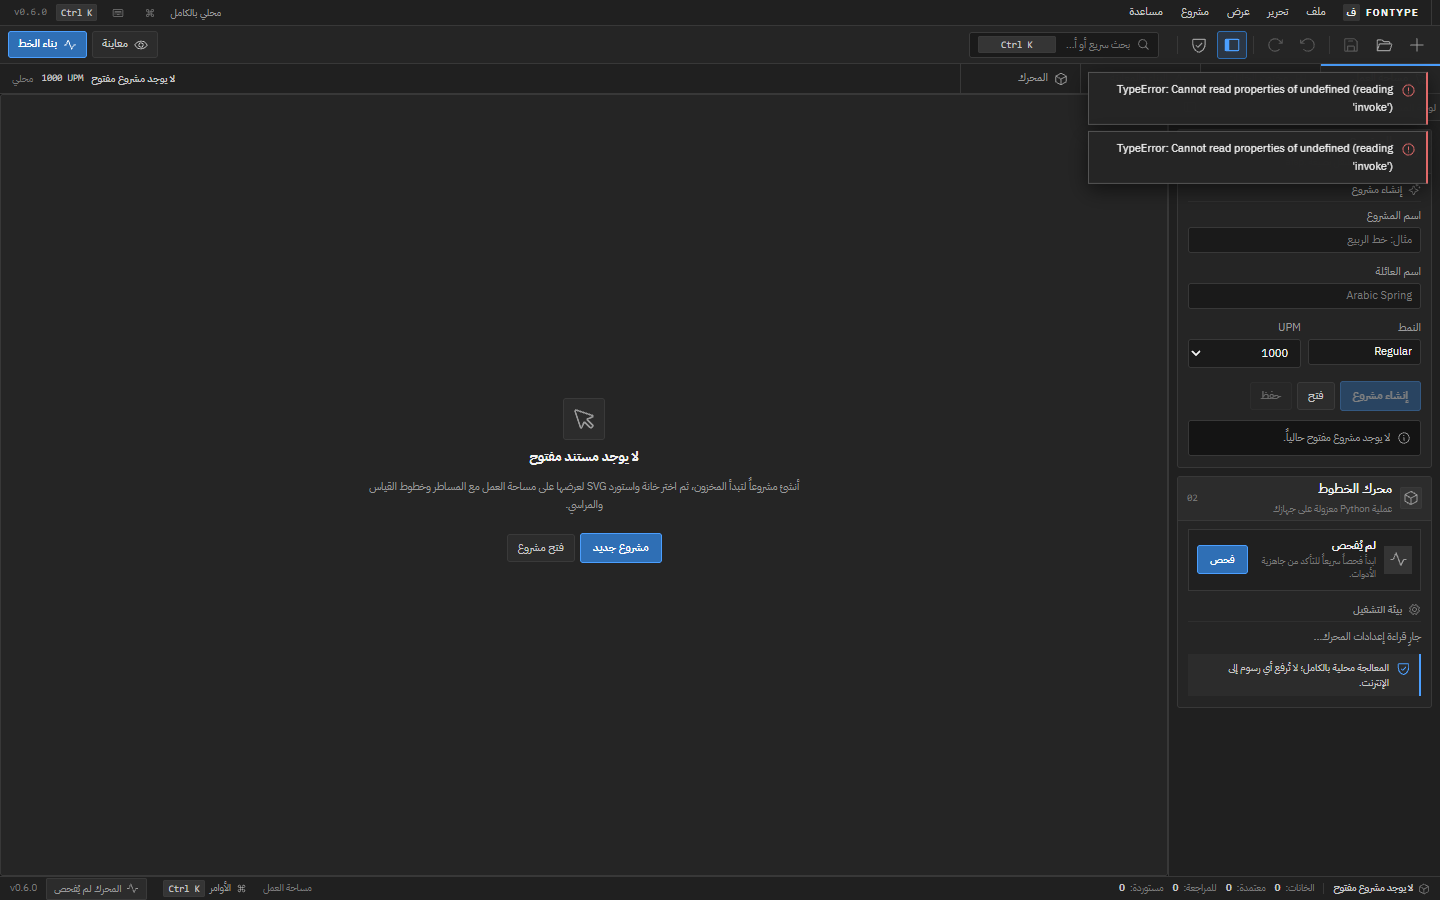 FONTYPE ف ملف تحرير عرض مشروع مساعدة
محلي بالكامل ⌘ Ctrl K v0.6.0
بحث سريع أو أ... Ctrl K
معاينة
بناء الخط
المحرك
لا يوجد مشروع مفتوح 1000 UPM محلي
TypeError: Cannot read properties of undefined (reading
'invoke')
TypeError: Cannot read properties of undefined (reading
'invoke')
إنشاء مشروع
اسم المشروع
مثال: خط الربيع
اسم العائلة
Arabic Spring
النمط UPM
Regular 1000
إنشاء مشروع فتح حفظ
لا يوجد مشروع مفتوح حالياً.
محرك الخطوط 02
عملية Python معزولة على جهازك
لم يُفحص
ابدأ فحصاً سريعاً للتأكد من جاهزية
الأدوات.
فحص
بيئة التشغيل
جارٍ قراءة إعدادات المحرك...
المعالجة محلية بالكامل؛ لا تُرفع أي رسوم إلى
الإنترنت.
لا يوجد مستند مفتوح
أنشئ مشروعاً لتبدأ المخزون، ثم اختر خانة واستورد SVG لعرضها على مساحة العمل مع المساطر وخطوط القياس
والمراسي.
مشروع جديد فتح مشروع
لا يوجد مشروع مفتوح الخانات: 0 معتمدة: 0 للمراجعة: 0 مستوردة: 0
مساحة العمل ⌘ الأوامر Ctrl K المحرك لم يُفحص v0.6.0